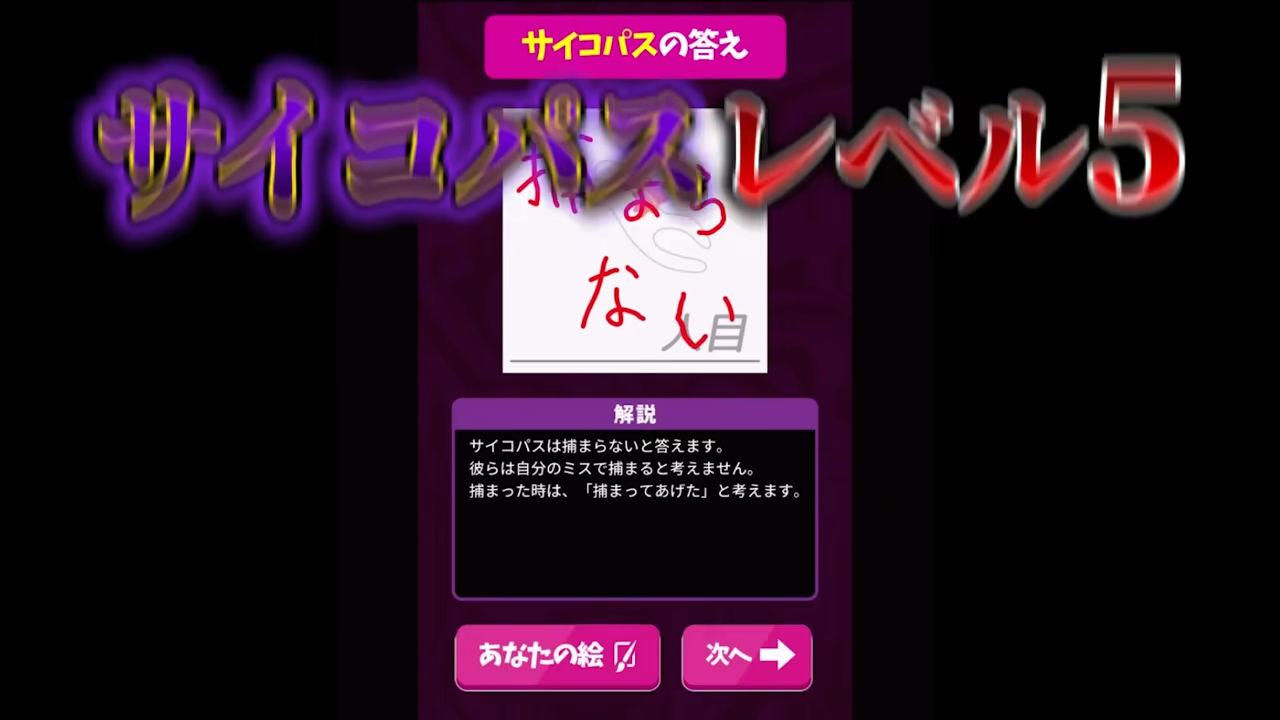 サイコパスの答え
サイコパスレベル5
捕まら
ない
人目
解説
サイコパスは捕まらないと答えます。
彼らは自分のミスで捕まると考えません。
捕まった時は、「捕まってあげた」と考えます。
あなたの絵
次へ